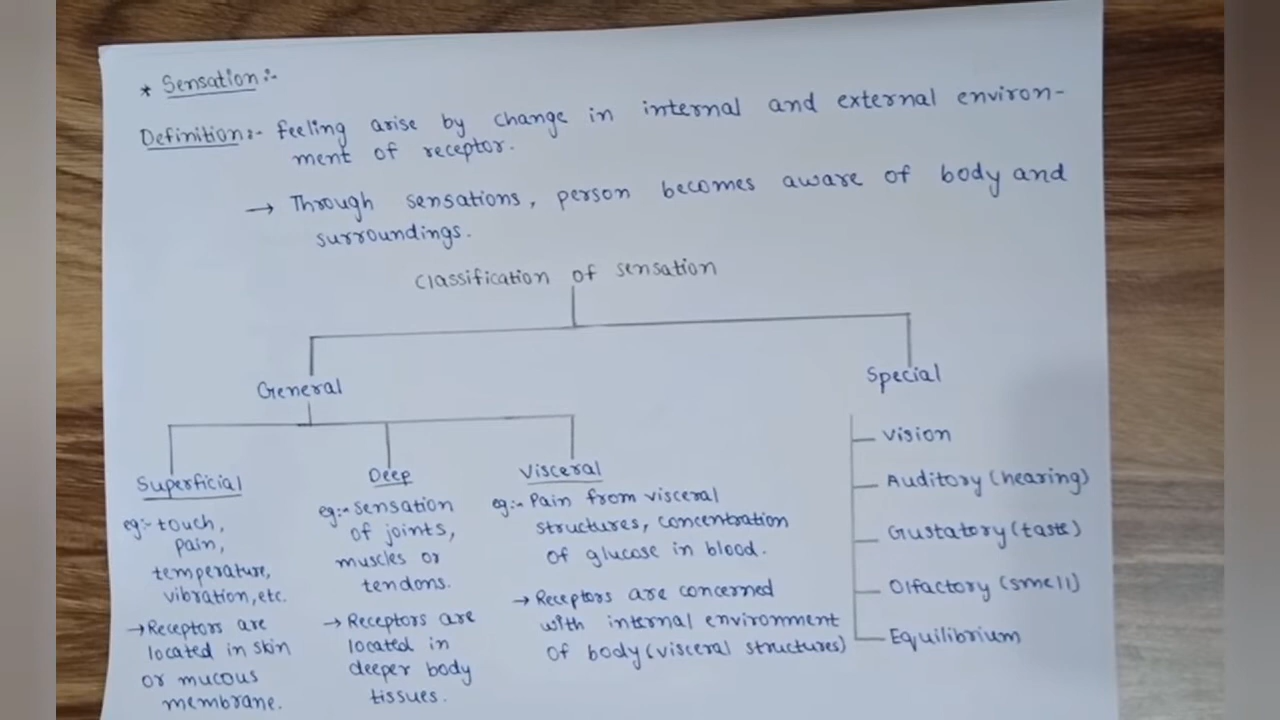 * Sensation:-
Definition:- feeling arise by change in internal and external environ-
ment of receptor.
→ Through sensations, person becomes aware of body and
surroundings.
Classification of sensation
General
Special
Superficial
eg:- touch,
pain,
temperature,
vibration, etc.
→ Receptors are
located in skin
or mucous
membrane.
Deep
eg:- sensation
of joints,
muscles or
tendons.
→ Receptors are
located in
deeper body
tissues.
Visceral
eg:- Pain from visceral
structures, concentration
of glucose in blood.
→ Receptors are concerned
with internal environment
of body (visceral structures)
Vision
Auditory (hearing)
Gustatory (taste)
Olfactory (smell)
Equilibrium